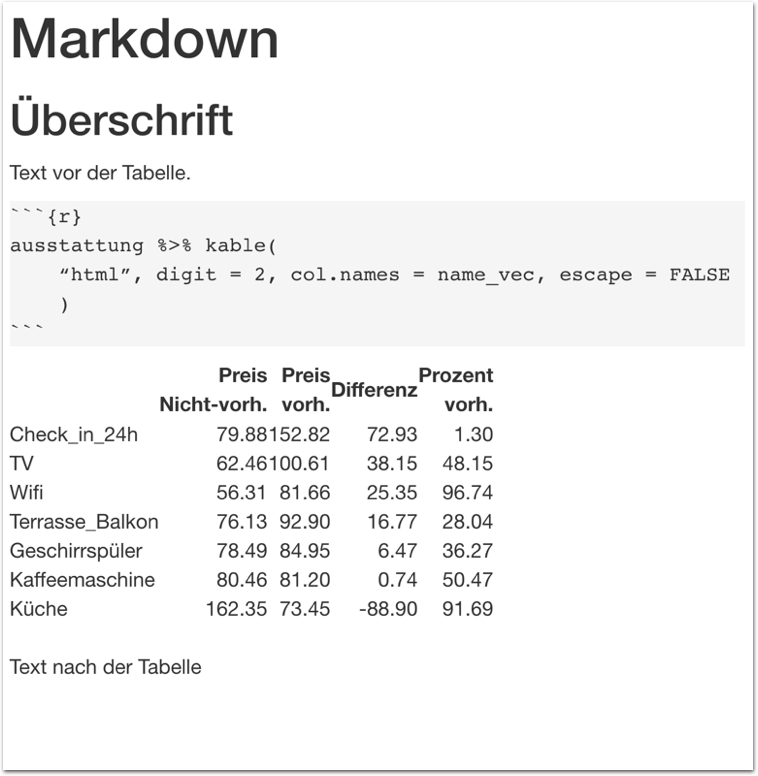 Markdown
Überschrift
Text vor der Tabelle.
```{r}
ausstattung %>% kable(
    “html”, digit = 2, col.names = name_vec, escape = FALSE
    )
```
Preis Preis Prozent
Differenz
Nicht-vorh. vorh. vorh.
Check_in_24h 79.88 152.82 72.93 1.30
TV 62.46 100.61 38.15 48.15
Wifi 56.31 81.66 25.35 96.74
Terrasse_Balkon 76.13 92.90 16.77 28.04
Geschirrspüler 78.49 84.95 6.47 36.27
Kaffeemaschine 80.46 81.20 0.74 50.47
Küche 162.35 73.45 -88.90 91.69
Text nach der Tabelle